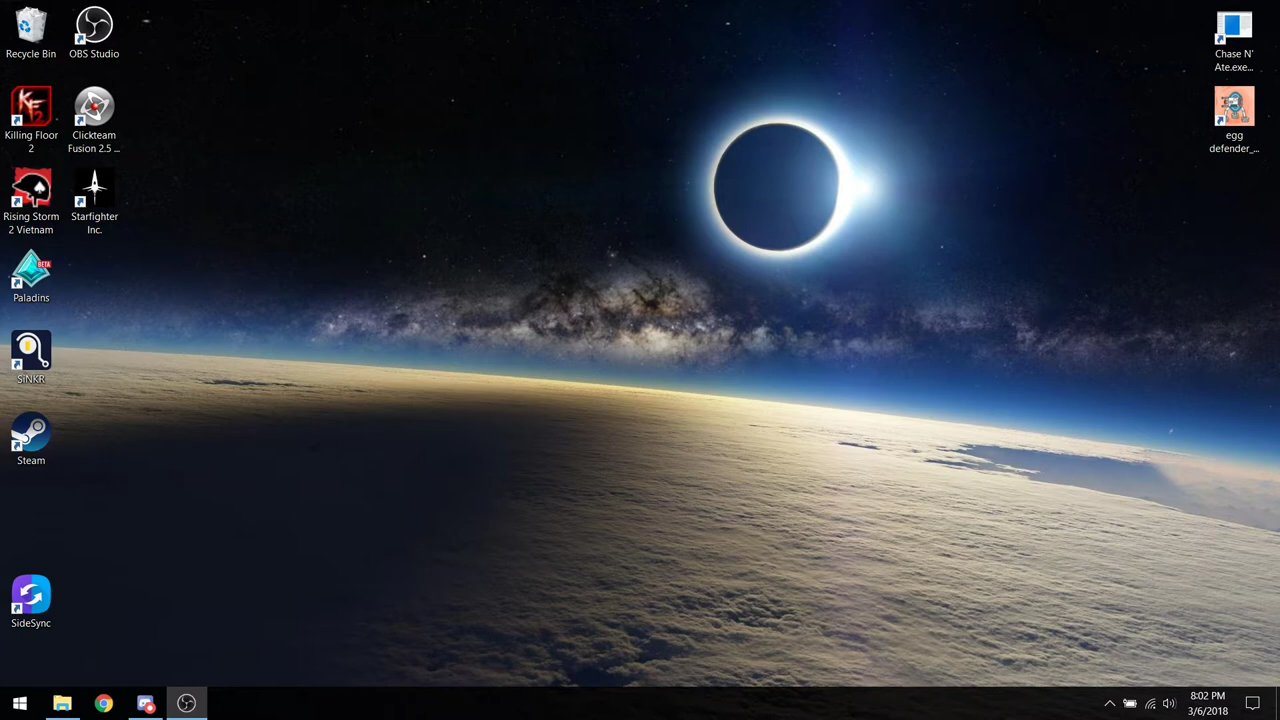 Recycle Bin
OBS Studio
Killing Floor
2
Clickteam
Fusion 2.5 ...
Rising Storm
2 Vietnam
Starfighter
Inc.
BETA
Paladins
SiNKR
Steam
SideSync
Chase N'
Ate.exe...
egg
defender_...
8:02 PM
3/6/2018